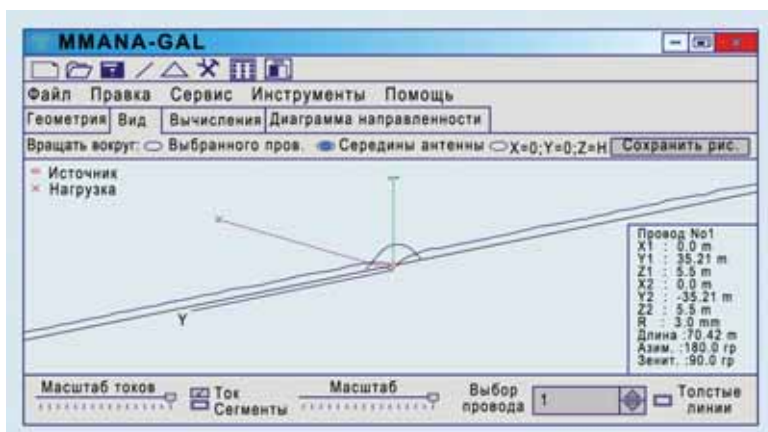 MMANA-GAL
Файл Правка Сервис Инструменты Помощь
Геометрия Вид Вычисления Диаграмма направленности
Вращать вокруг: Выбранного пров. Середины антенны X=0;Y=0;Z=H Сохранить рис.
Источник
Нагрузка
Y
Провод No1
X1 : 0.0 m
Y1 : 35.21 m
Z1 : 5.5 m
X2 : 0.0 m
Y2 : -35.21 m
Z2 : 5.5 m
R : 3.0 mm
Длина :70.42 m
Азим. :180.0 гр
Зенит. :90.0 гр
Масштаб токов Ток Сегменты Масштаб Выбор провода 1 Толстые линии